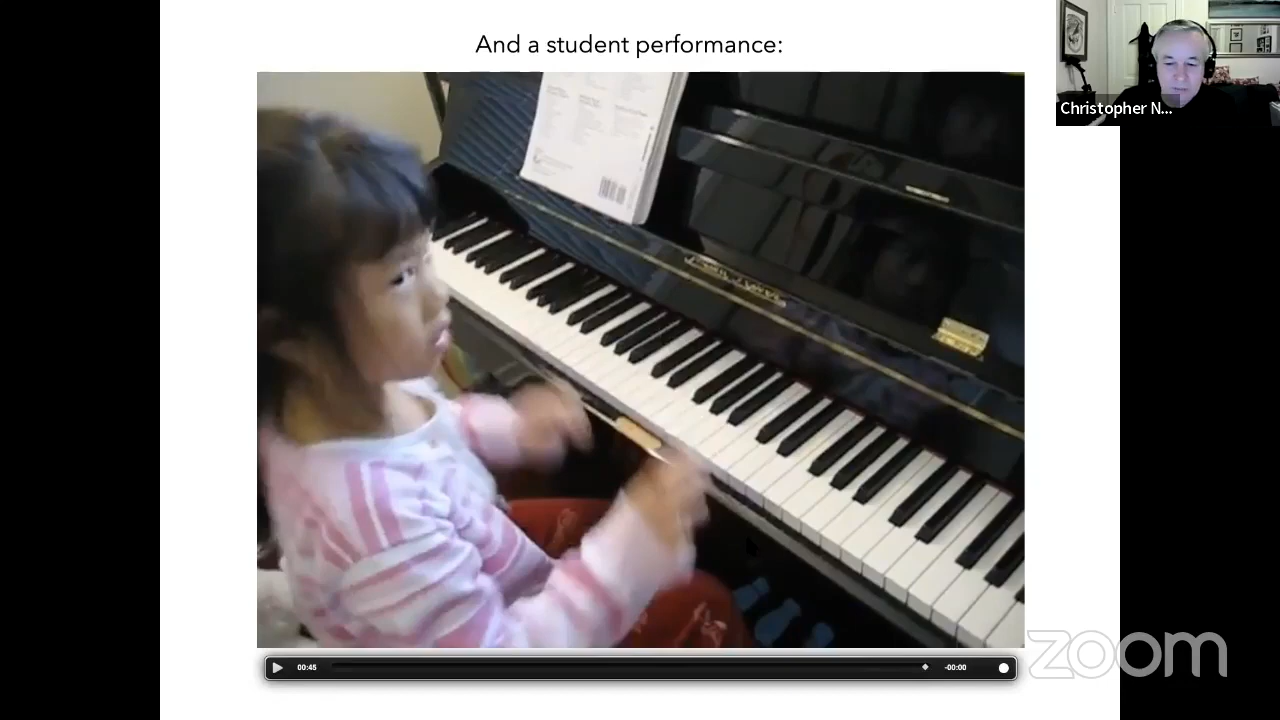 And a student performance:
Christopher N...
00:45
-00:00
zoom